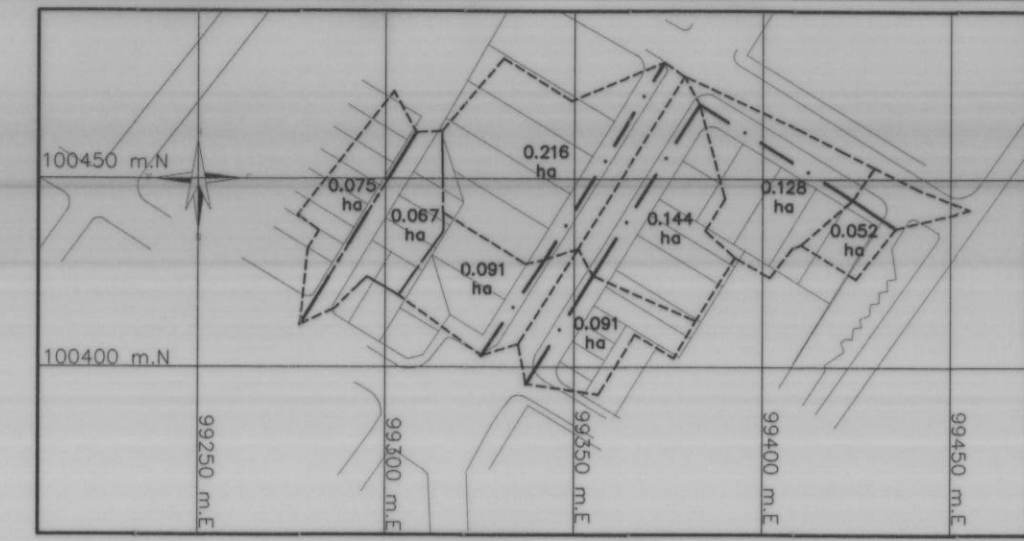 100450 m.N
0.075
ha
0.067
ha
0.216
ha
0.091
ha
0.144
ha
0.128
ha
0.052
ha
0.091
ha
100400 m.N
99250 m.E
99300 m.E
99350 m.E
99400 m.E
99450 m.E